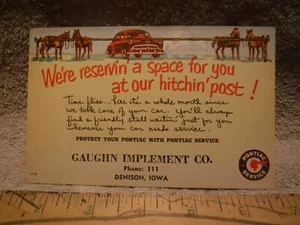 We're reservin' a space for you
at our hitchin' post!
Time flies... here it's a whole month since
we took care of your car. You'll always
find a friendly stall waitin' just for you
whenever you can need service.
PROTECT YOUR PONTIAC WITH PONTIAC SERVICE
GAUGHN IMPLEMENT CO.
Phone: 111
DENISON, IOWA
PONTIAC
SERVICE